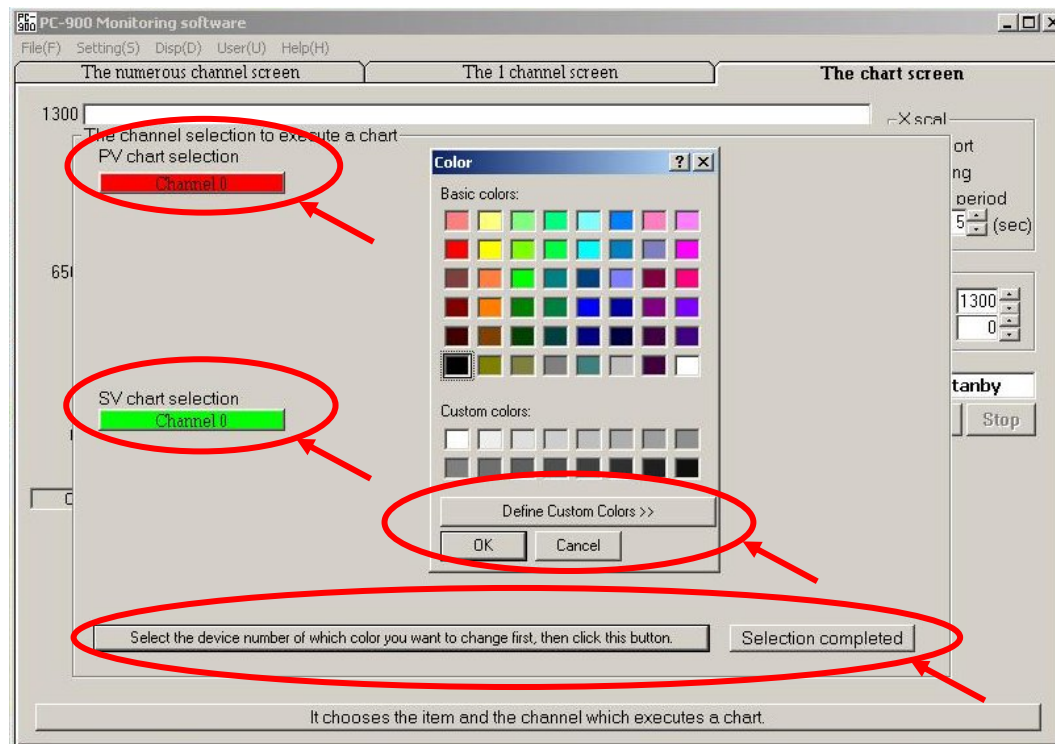 PC-900 PC-900 Monitoring software
File(F) Setting(S) Disp(D) User(U) Help(H)
The numerous channel screen The 1 channel screen The chart screen
1300
X scal
The channel selection to execute a chart
PV chart selection
Channel 0
Color
Basic colors:
ort
ng
period
5 (sec)
650
1300
0
SV chart selection
Channel 0
Custom colors:
tanby
Stop
Define Custom Colors >>
OK Cancel
Select the device number of which color you want to change first, then click this button. Selection completed
It chooses the item and the channel which executes a chart.